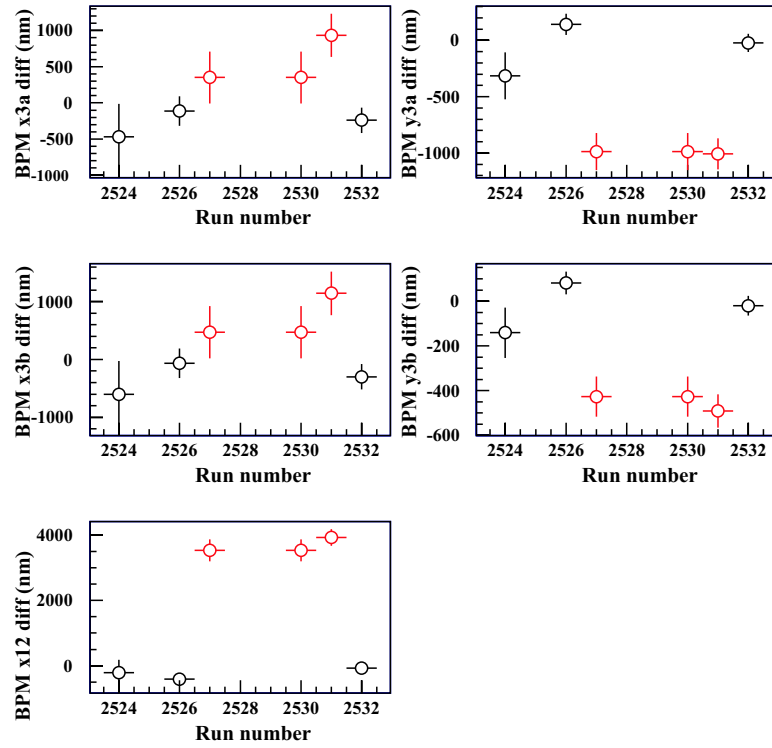 BPM x3a diff (nm)
1000
500
0
-500
-1000
2524 2526 2528 2530 2532
Run number
BPM y3a diff (nm)
0
-500
-1000
2524 2526 2528 2530 2532
Run number
BPM x3b diff (nm)
1000
0
-1000
2524 2526 2528 2530 2532
Run number
BPM y3b diff (nm)
0
-200
-400
-600
2524 2526 2528 2530 2532
Run number
BPM x12 diff (nm)
4000
2000
0
2524 2526 2528 2530 2532
Run number